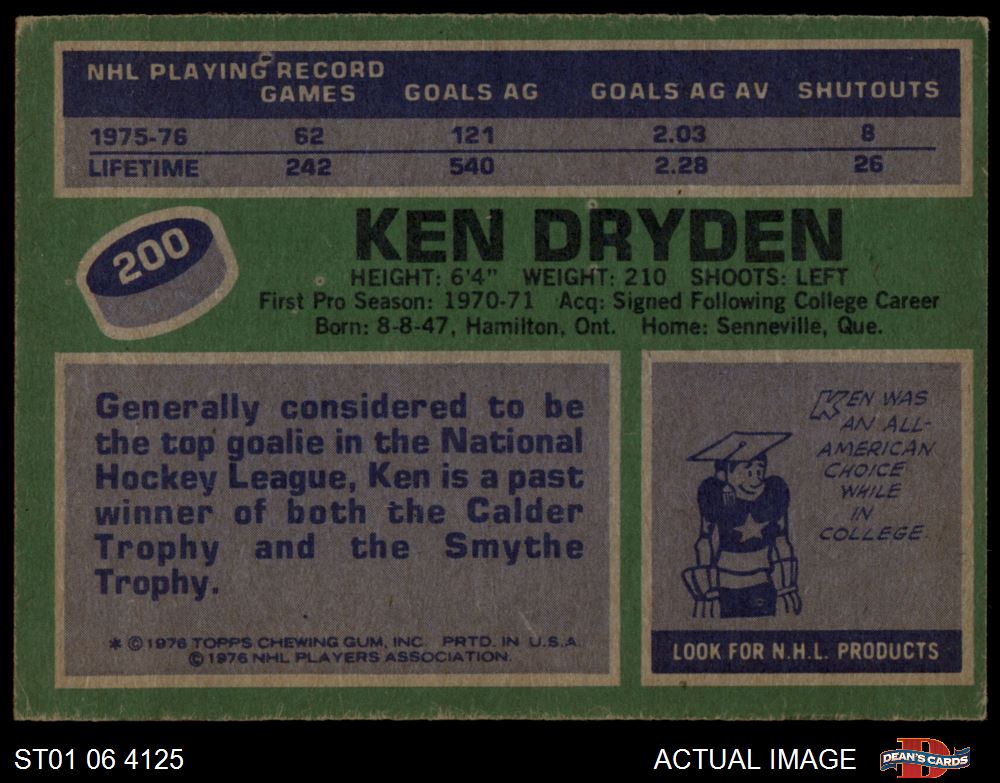 NHL PLAYING RECORD
GAMES GOALS AG GOALS AG AV SHUTOUTS
1975-76 62 121 2.03 8
LIFETIME 242 540 2.28 26
200
KEN DRYDEN
HEIGHT: 6'4" WEIGHT: 210 SHOOTS: LEFT
First Pro Season: 1970-71 Acq: Signed Following College Career
Born: 8-8-47, Hamilton, Ont. Home: Senneville, Que.
Generally considered to be
the top goalie in the National
Hockey League, Ken is a past
winner of both the Calder
Trophy and the Smythe
Trophy.
* © 1976 TOPPS CHEWING GUM, INC. PRTD. IN U.S.A
© 1976 NHL PLAYERS ASSOCIATION.
KEN WAS
AN ALL-
AMERICAN
CHOICE
WHILE
IN
COLLEGE.
LOOK FOR N.H.L. PRODUCTS
ST01 06 4125
ACTUAL IMAGE
D
DEAN'S CARDS